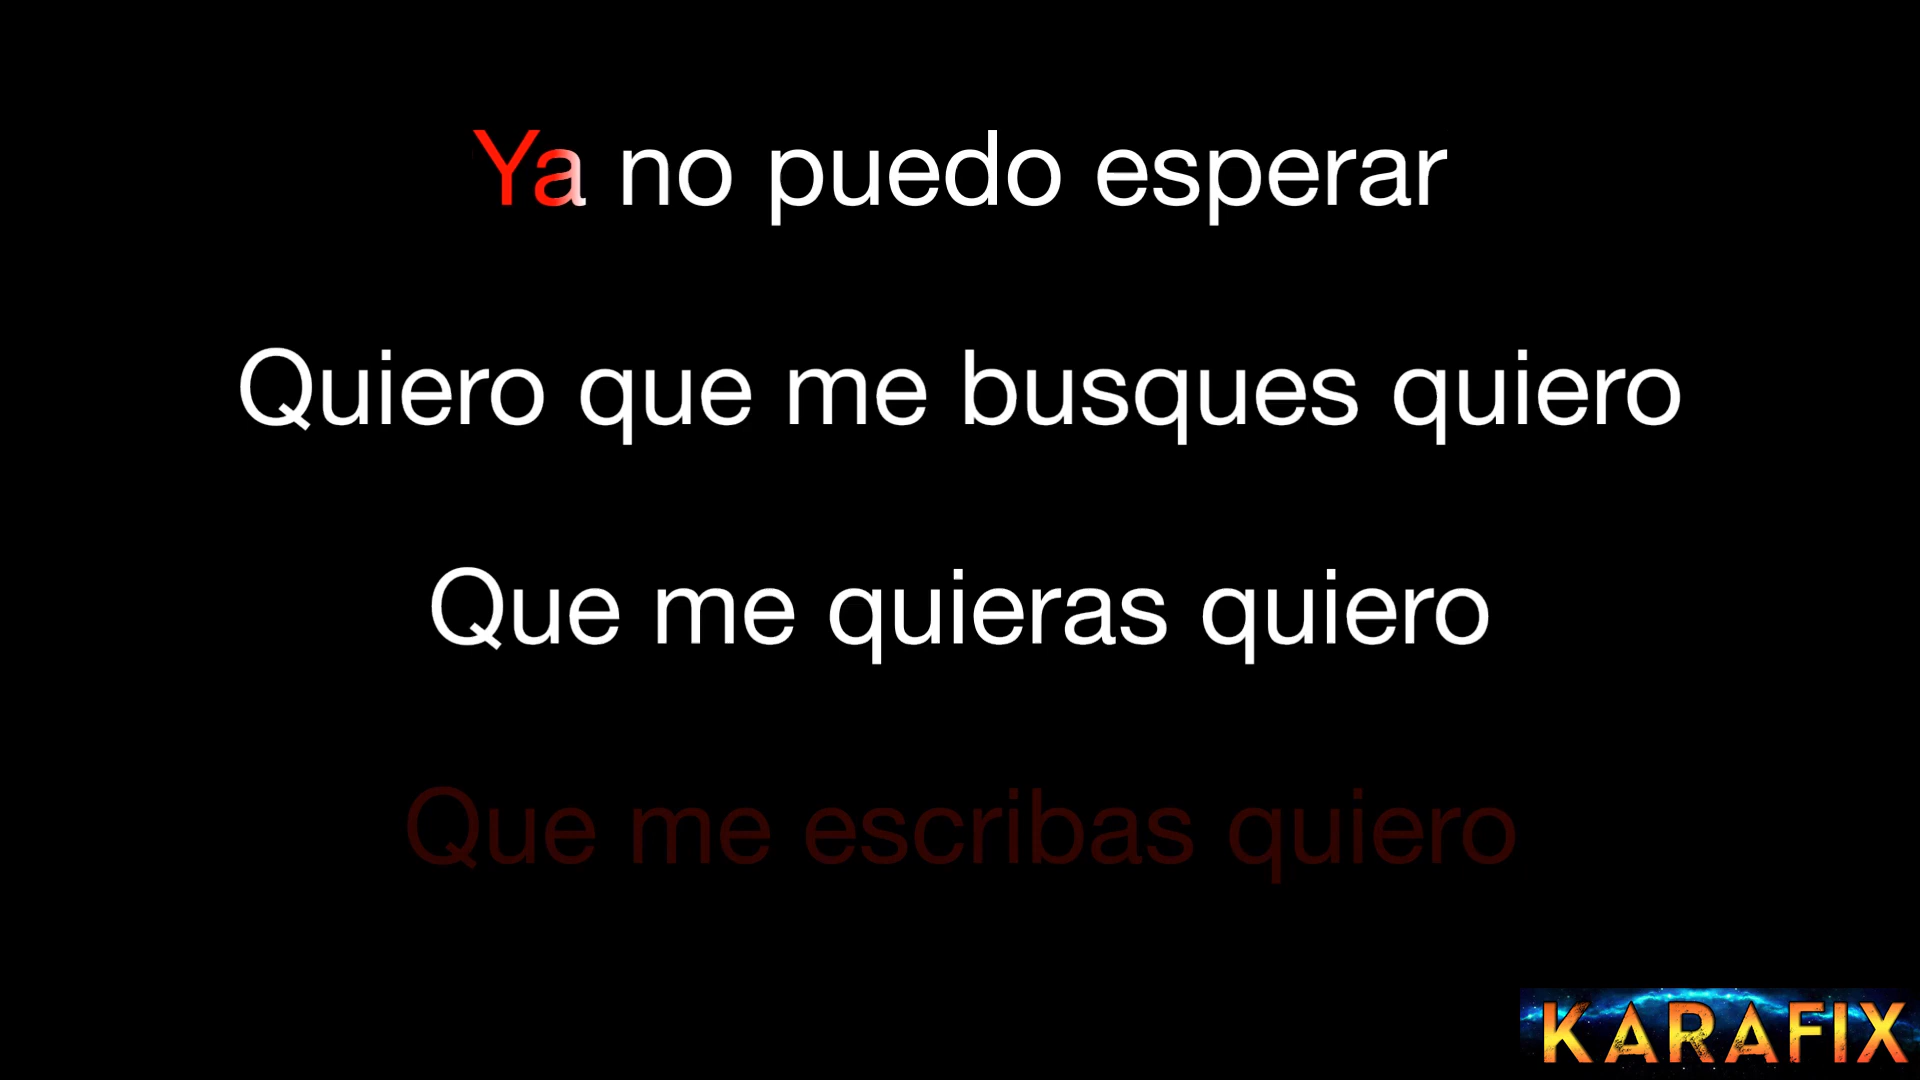 Ya no puedo esperar
Quiero que me busques quiero
Que me quieras quiero
Que me escribas quiero
KARAFIX